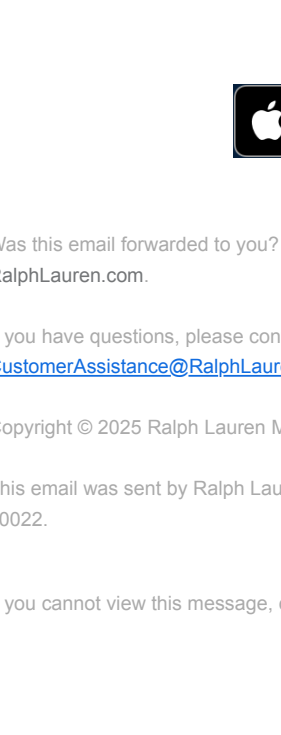 Was this email forwarded to you?
RalphLauren.com.
you have questions, please con
CustomerAssistance@RalphLaur
Copyright © 2025 Ralph Lauren M
This email was sent by Ralph Lau
0022.
you cannot view this message,